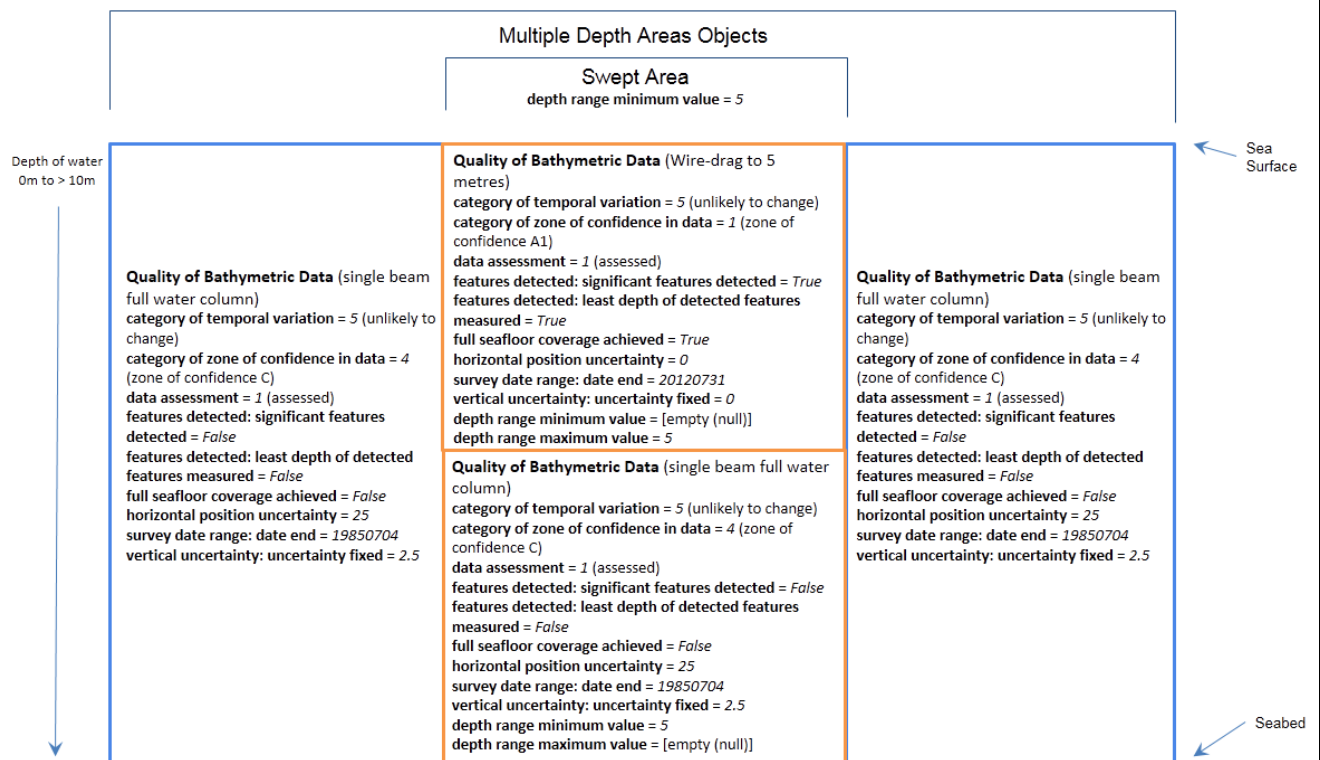 Multiple Depth Areas Objects
Swept Area
depth range minimum value = 5
Depth of water
0m to > 10m
Sea
Surface
Quality of Bathymetric Data (single beam
full water column)
category of temporal variation = 5 (unlikely to
change)
category of zone of confidence in data = 4
(zone of confidence C)
data assessment = 1 (assessed)
features detected: significant features
detected = False
features detected: least depth of detected
features measured = False
full seafloor coverage achieved = False
horizontal position uncertainty = 25
survey date range: date end = 19850704
vertical uncertainty: uncertainty fixed = 2.5
Quality of Bathymetric Data (Wire-drag to 5
metres)
category of temporal variation = 5 (unlikely to change)
category of zone of confidence in data = 1 (zone of
confidence A1)
data assessment = 1 (assessed)
features detected: significant features detected = True
features detected: least depth of detected features
measured = True
full seafloor coverage achieved = True
horizontal position uncertainty = 0
survey date range: date end = 20120731
vertical uncertainty: uncertainty fixed = 0
depth range minimum value = [empty (null)]
depth range maximum value = 5
Quality of Bathymetric Data (single beam full water
column)
category of temporal variation = 5 (unlikely to change)
category of zone of confidence in data = 4 (zone of
confidence C)
data assessment = 1 (assessed)
features detected: significant features detected = False
features detected: least depth of detected features
measured = False
full seafloor coverage achieved = False
horizontal position uncertainty = 25
survey date range: date end = 19850704
vertical uncertainty: uncertainty fixed = 2.5
depth range minimum value = 5
depth range maximum value = [empty (null)]
Quality of Bathymetric Data (single beam
full water column)
category of temporal variation = 5 (unlikely to
change)
category of zone of confidence in data = 4
(zone of confidence C)
data assessment = 1 (assessed)
features detected: significant features
detected = False
features detected: least depth of detected
features measured = False
full seafloor coverage achieved = False
horizontal position uncertainty = 25
survey date range: date end = 19850704
vertical uncertainty: uncertainty fixed = 2.5
Seabed